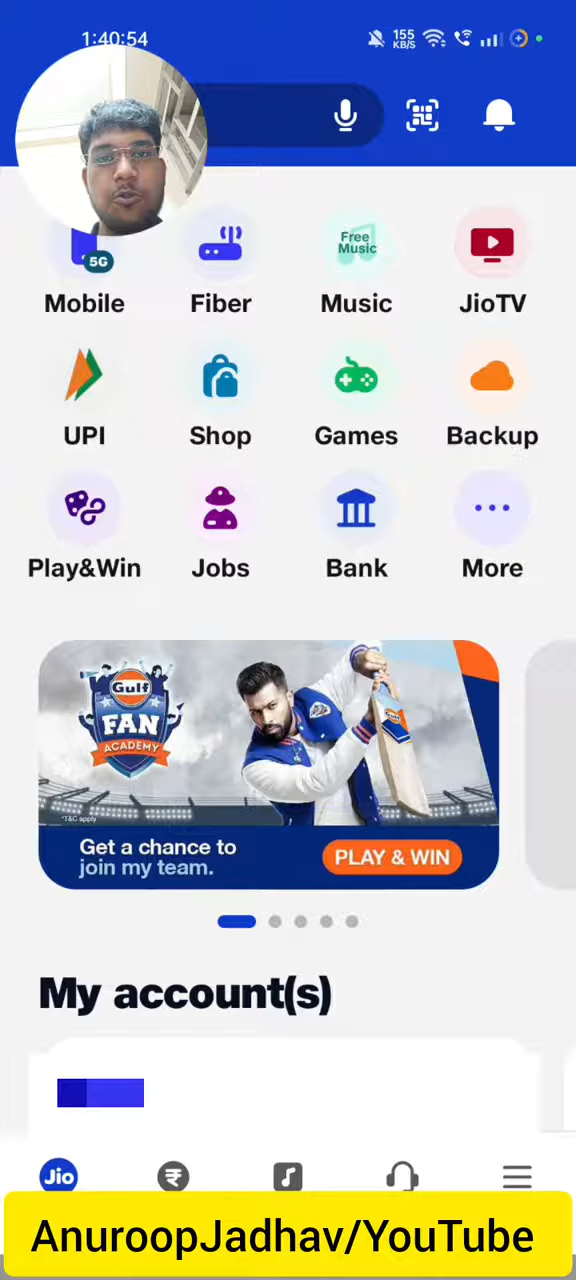 1:40:54
155
KB/S
Free
Music
5G
Mobile
Fiber
Music
JioTV
UPI
Shop
Games
Backup
Play&Win
Jobs
Bank
More
Gulf
FAN
ACADEMY
*T&C apply
Get a chance to
join my team.
PLAY & WIN
Gulf
My account(s)
Jio
₹
AnuroopJadhav/YouTube